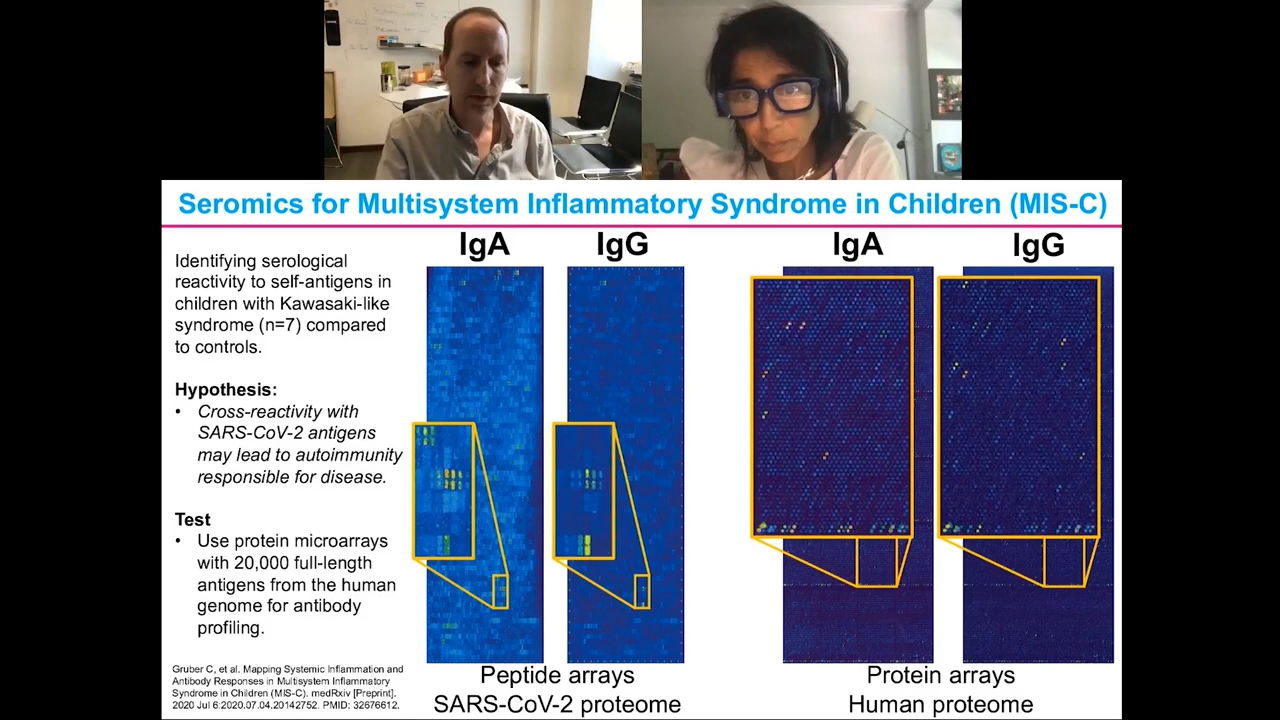 Seromics for Multisystem Inflammatory Syndrome in Children (MIS-C)
Identifying serological
reactivity to self-antigens in
children with Kawasaki-like
syndrome (n=7) compared
to controls.
Hypothesis:
• Cross-reactivity with
SARS-CoV-2 antigens
may lead to autoimmunity
responsible for disease.
Test
• Use protein microarrays
with 20,000 full-length
antigens from the human
genome for antibody
profiling.
Gruber C, et al. Mapping Systemic Inflammation and
Antibody Responses in Multisystem Inflammatory
Syndrome in Children (MIS-C). medRxiv [Preprint].
2020 Jul 6:2020.07.04.20142752. PMID: 32676612.
IgA
IgG
Peptide arrays
SARS-CoV-2 proteome
IgA
IgG
Protein arrays
Human proteome